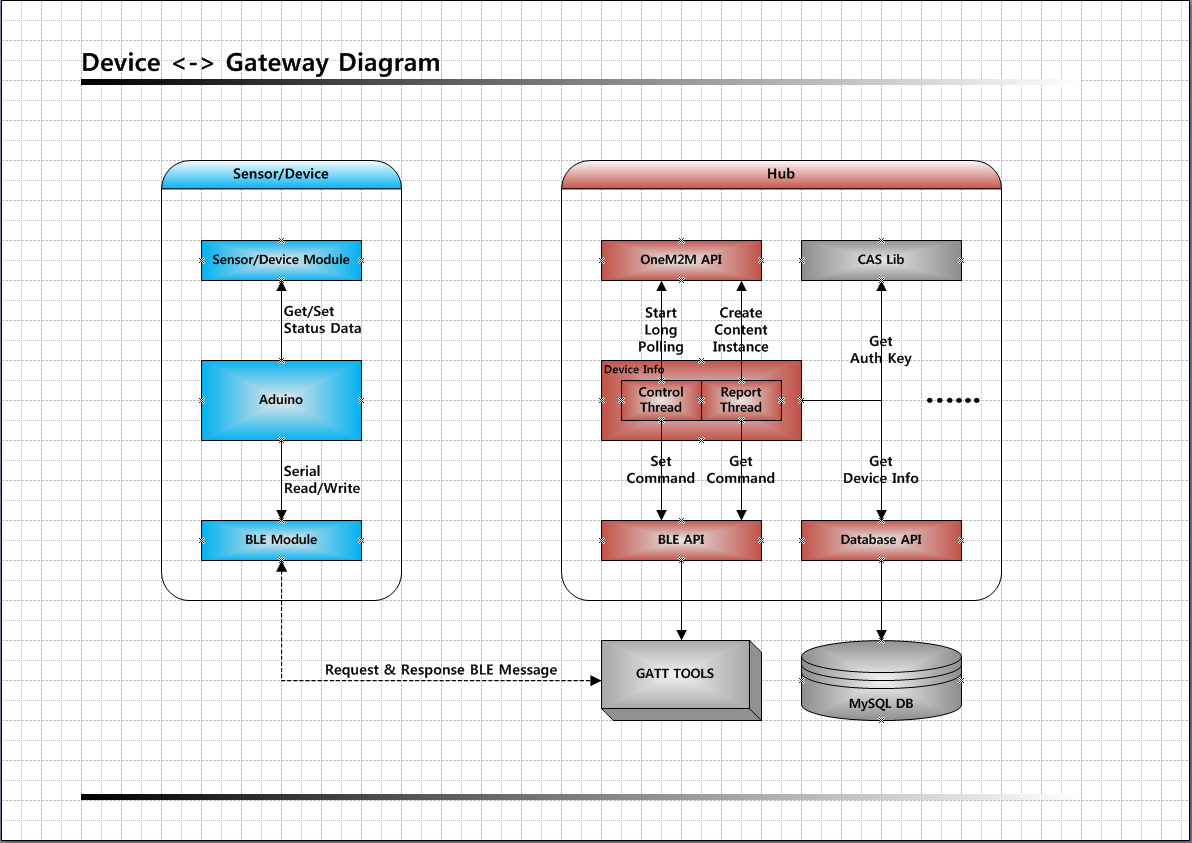 Device <-> Gateway Diagram
Sensor/Device
Hub
Sensor/Device Module
OneM2M API
CAS Lib
Get/Set
Status Data
Start
Long
Polling
Create
Content
Instance
Get
Auth Key
Aduino
Device Info
Control
Thread
Report
Thread
......
Serial
Read/Write
Set
Command
Get
Command
Get
Device Info
BLE Module
BLE API
Database API
Request & Response BLE Message
GATT TOOLS
MySQL DB